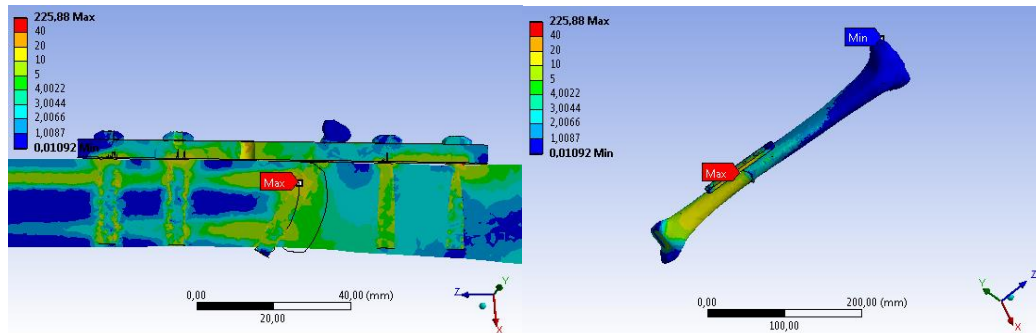 225,88 Max
40
20
10
5
4,0022
3,0044
2,0066
1,0087
0,01092 Min
Max
0,00
40,00 (mm)
20,00
Y
Z
X
225,88 Max
40
20
10
5
4,0022
3,0044
2,0066
1,0087
0,01092 Min
Min
Max
0,00
200,00 (mm)
100,00
Y
Z
X